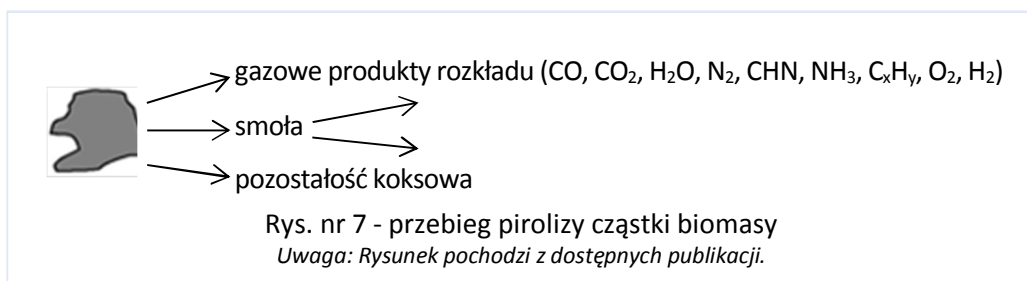 gazowe produkty rozkładu (CO, CO₂, H₂O, N₂, CHN, NH₃, CₓHᵧ, O₂, H₂)
smoła
pozostałość koksowa
Rys. nr 7 - przebieg pirolizy cząstki biomasy
Uwaga: Rysunek pochodzi z dostępnych publikacji.